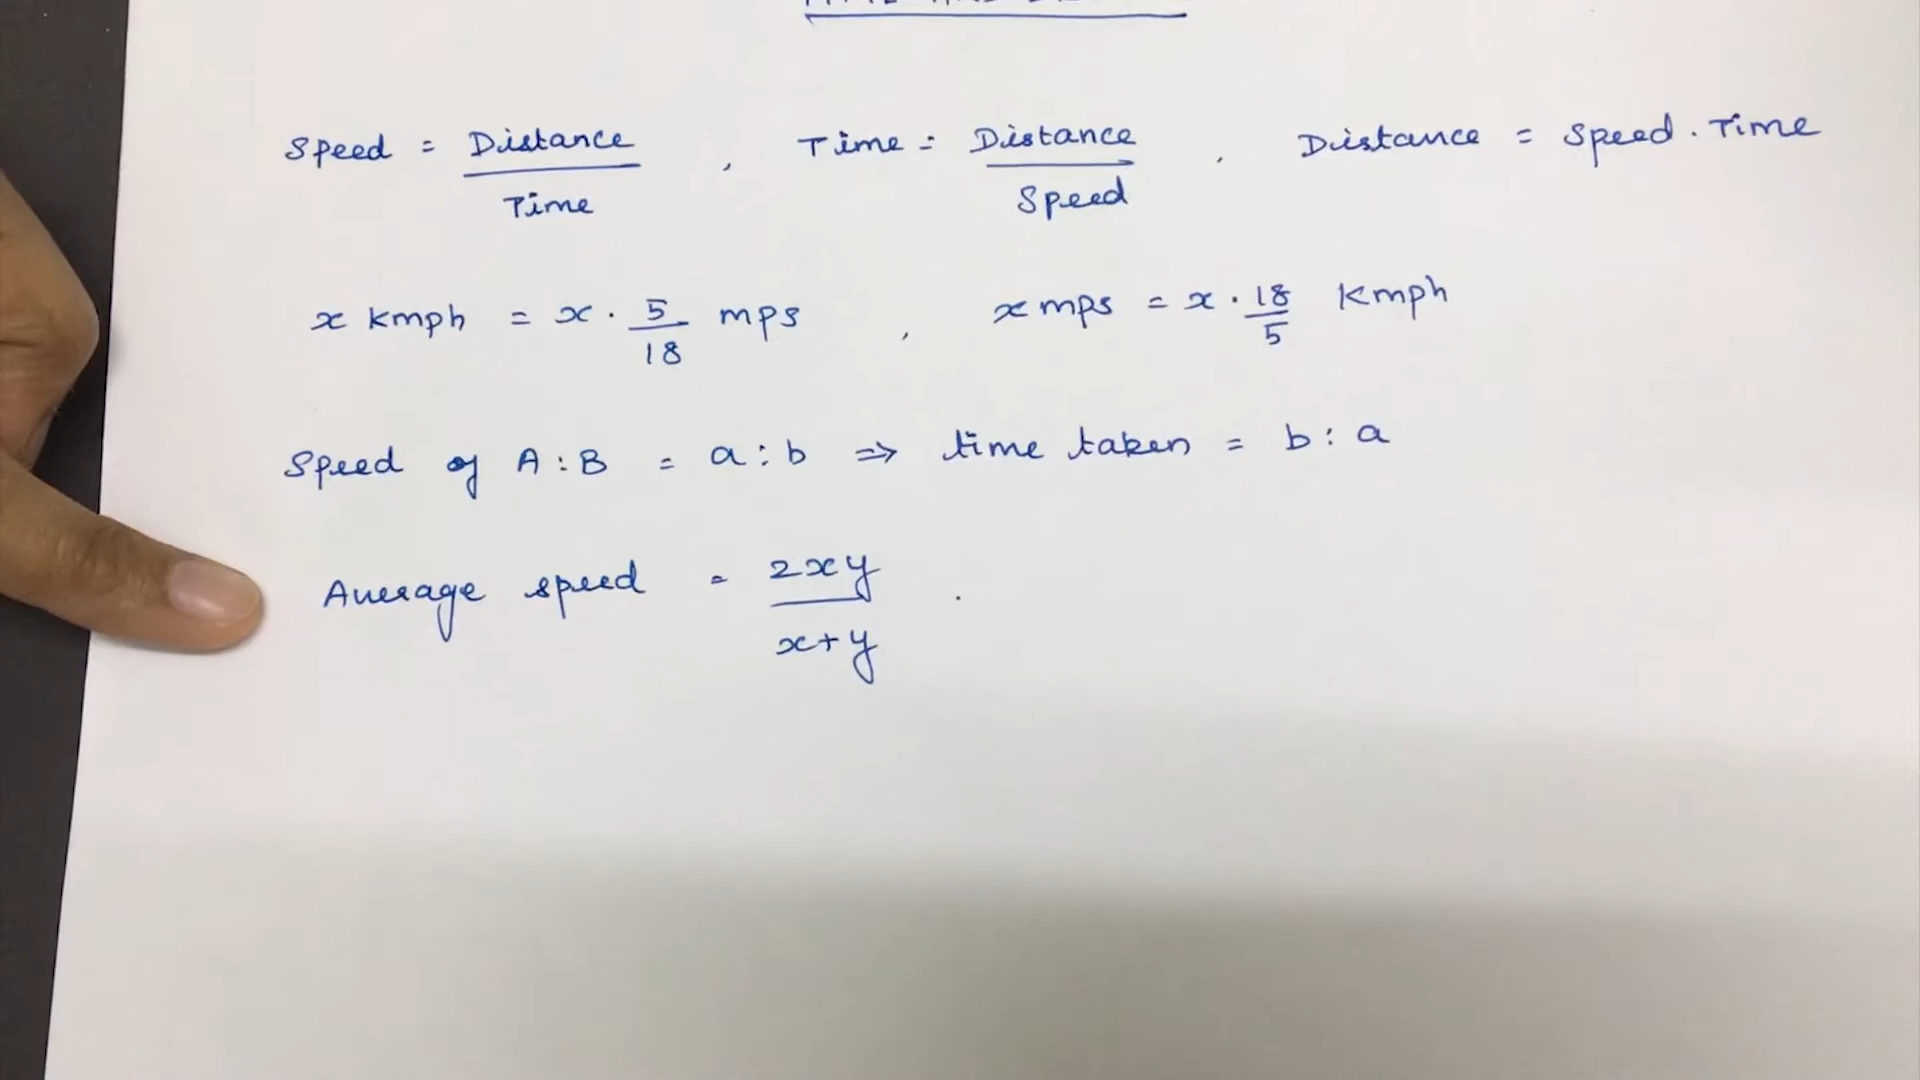 Speed = Distance / Time , Time = Distance / Speed , Distance = Speed . Time
x kmph = x . 5/18 mps , x mps = x . 18/5 Kmph
Speed of A : B = a : b ⇒ time taken = b : a
Average speed = 2xy / x+y .